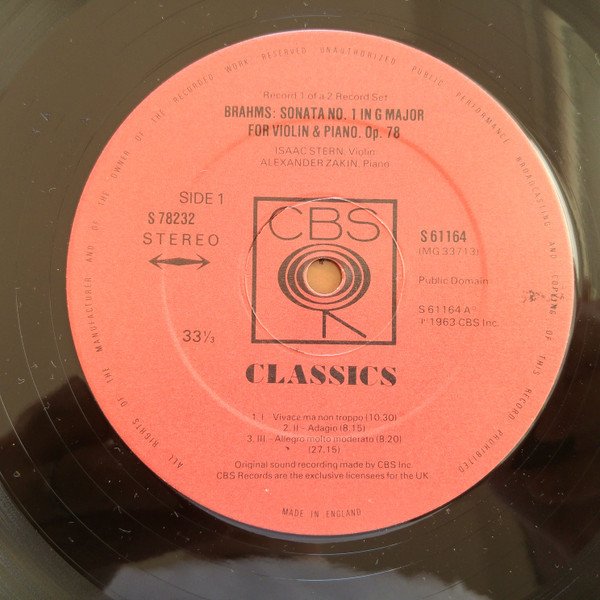 ALL RIGHTS OF THE MANUFACTURER AND OF THE OWNER OF THE RECORDED WORK RESERVED UNAUTHORIZED PUBLIC PERFORMANCE BROADCASTING AND COPYING OF THIS RECORD PROHIBITED
Record 1 of a 2 Record Set
BRAHMS: SONATA NO. 1 IN G MAJOR
FOR VIOLIN & PIANO. Op. 78
ISAAC STERN, Violin
ALEXANDER ZAKIN, Piano
SIDE 1
S 78232
STEREO
CBS
S 61164
(MG 33713)
Public Domain
S 61164 A
℗ 1963 CBS Inc.
33⅓
CLASSICS
1. I - Vivace ma non troppo (10.30)
2. II - Adagio (8.15)
3. III - Allegro molto moderato (8.20)
(27.15)
Original sound recording made by CBS Inc.
CBS Records are the exclusive licensees for the UK
MADE IN ENGLAND